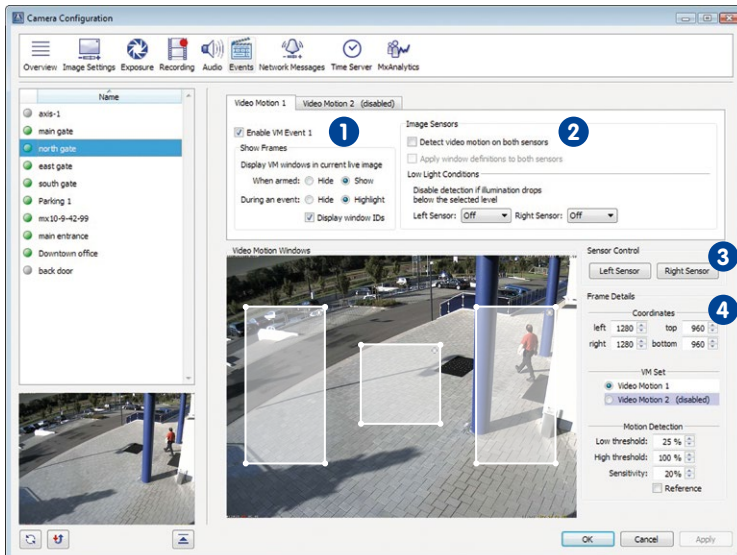 Camera Configuration
Overview Image Settings Exposure Recording Audio Events Network Messages Time Server MxAnalytics
Name
axis-1
main gate
north gate
east gate
south gate
Parking 1
mx10-9-42-99
main entrance
Downtown office
back door
Video Motion 1 Video Motion 2 (disabled)
Enable VM Event 1
1
Show Frames
Display VM windows in current live image
When armed: Hide Show
During an event: Hide Highlight
Display window IDs
Image Sensors
2
Detect video motion on both sensors
Apply window definitions to both sensors
Low Light Conditions
Disable detection if illumination drops
below the selected level
Left Sensor: Off Right Sensor: Off
Video Motion Windows
Sensor Control
3
Left Sensor Right Sensor
Frame Details
4
Coordinates
left 1280 top 960
right 1280 bottom 960
VM Set
Video Motion 1
Video Motion 2 (disabled)
Motion Detection
Low threshold: 25 %
High threshold: 100 %
Sensitivity: 20%
Reference
OK Cancel Apply